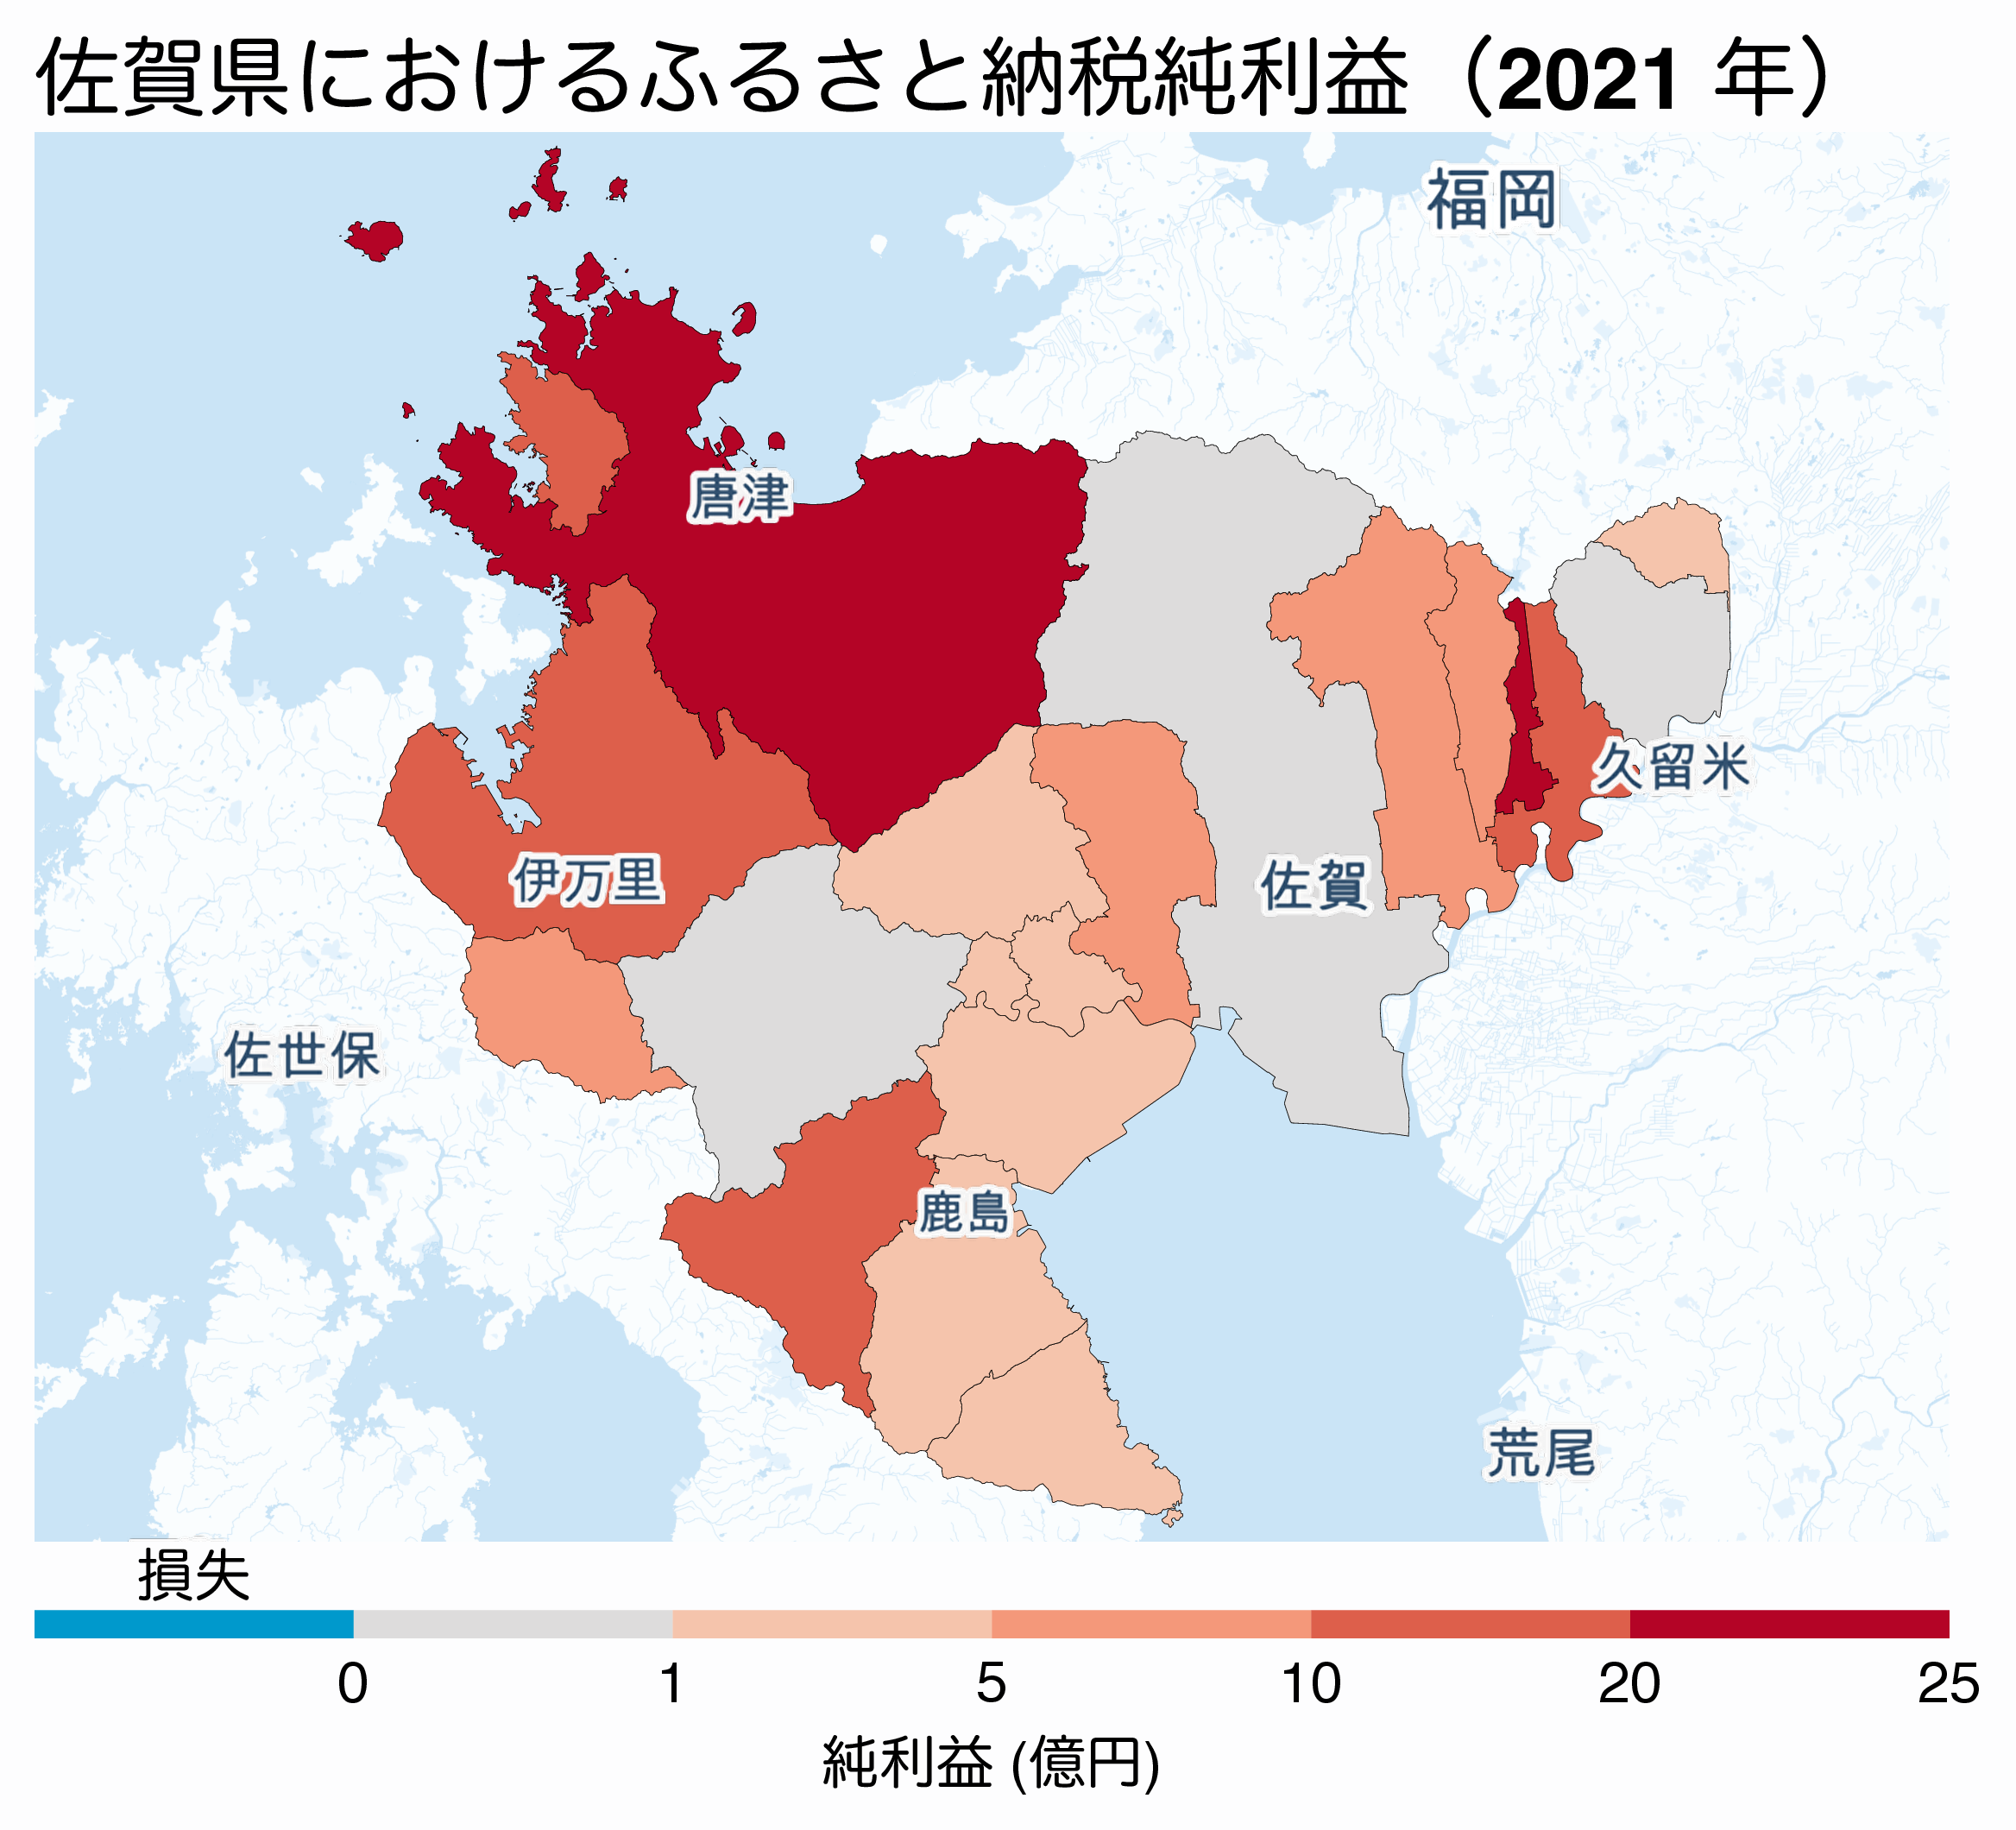 佐賀県におけるふるさと納税純利益（2021 年）
福岡
唐津
久留米
伊万里
佐賀
佐世保
鹿島
荒尾
損失
0 1 5 10 20 25
純利益 (億円)